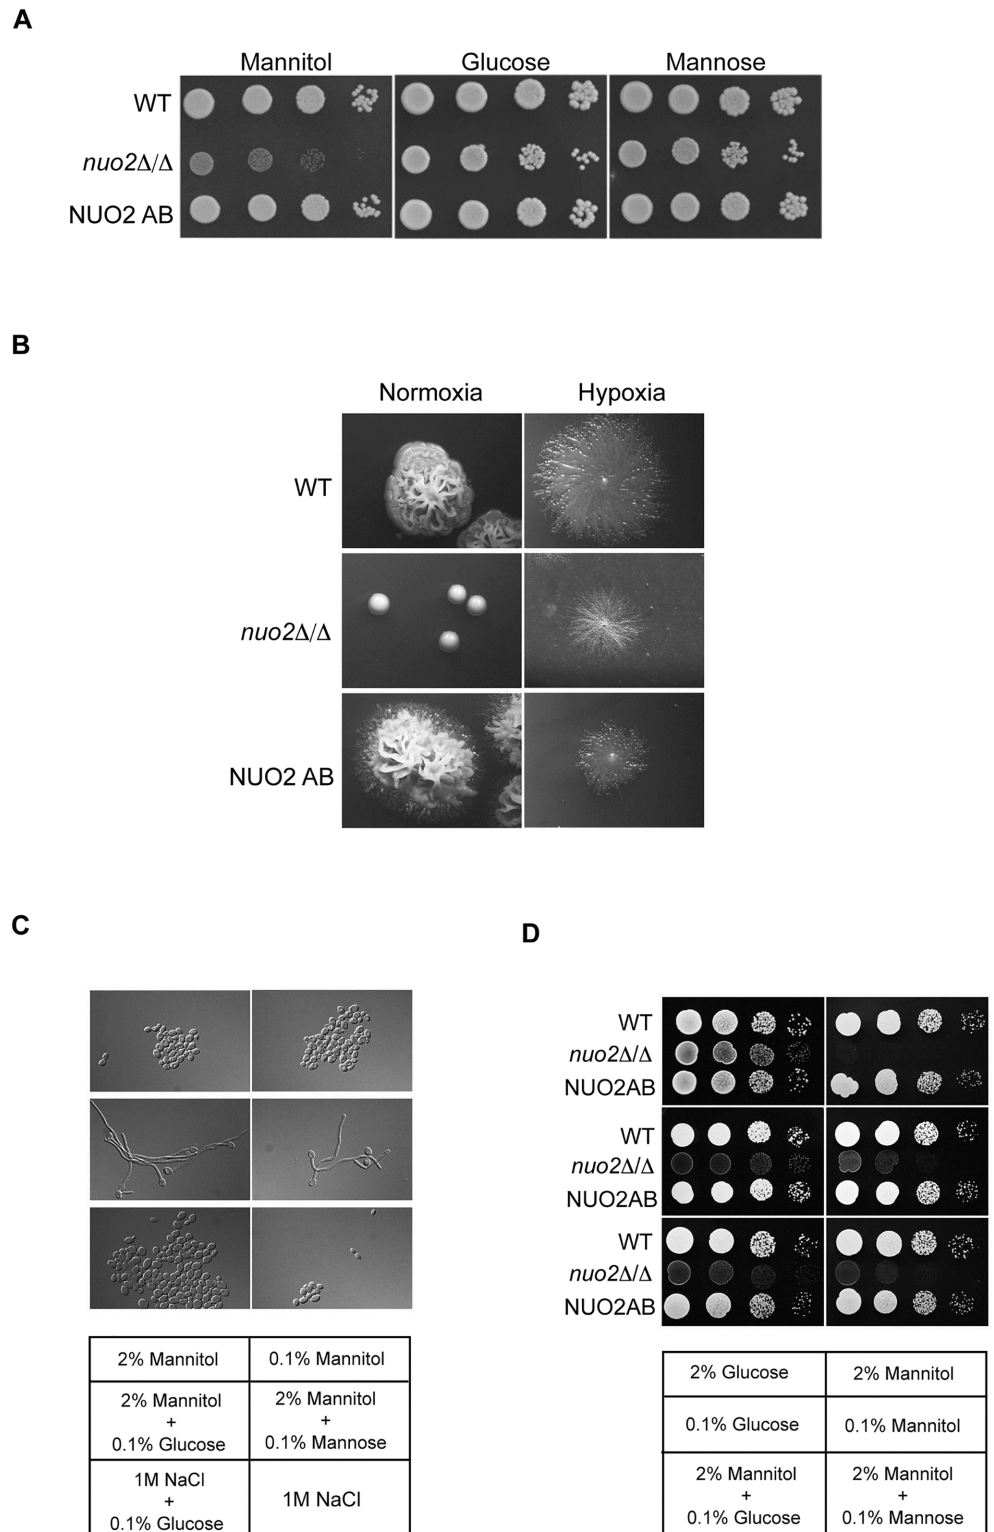 A
Mannitol Glucose Mannose
WT
nuo2Δ/Δ
NUO2 AB
B
Normoxia Hypoxia
WT
nuo2Δ/Δ
NUO2 AB
C
2% Mannitol 0.1% Mannitol
2% Mannitol
+
0.1% Glucose
2% Mannitol
+
0.1% Mannose
1M NaCl
+
0.1% Glucose
1M NaCl
D
WT
nuo2Δ/Δ
NUO2AB
WT
nuo2Δ/Δ
NUO2AB
WT
nuo2Δ/Δ
NUO2AB
2% Glucose 2% Mannitol
0.1% Glucose 0.1% Mannitol
2% Mannitol
+
0.1% Glucose
2% Mannitol
+
0.1% Mannose